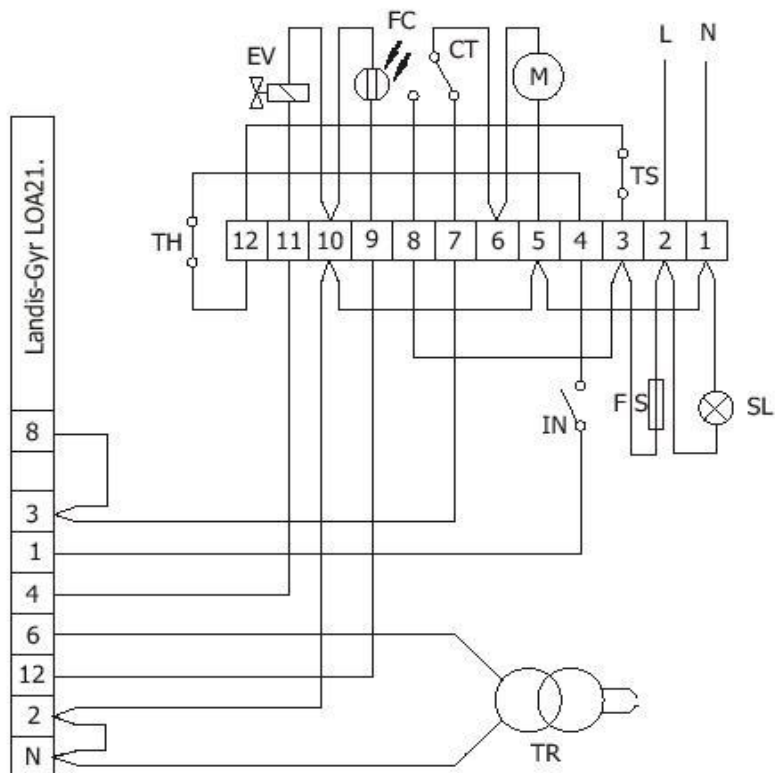 FC
CT
L N
EV
M
TS
TH
12 11 10 9 8 7 6 5 4 3 2 1
Landis-Gyr LOA21.
IN
F S
SL
8
3
1
4
6
12
2
N
TR